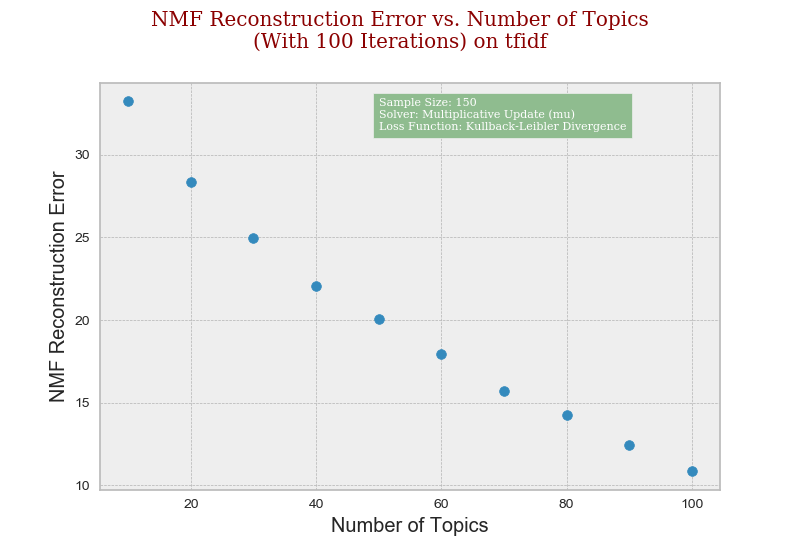 NMF Reconstruction Error vs. Number of Topics
(With 100 Iterations) on tfidf
Sample Size: 150
Solver: Multiplicative Update (mu)
Loss Function: Kullback-Leibler Divergence
NMF Reconstruction Error
30
25
20
15
10
20
40
60
80
100
Number of Topics